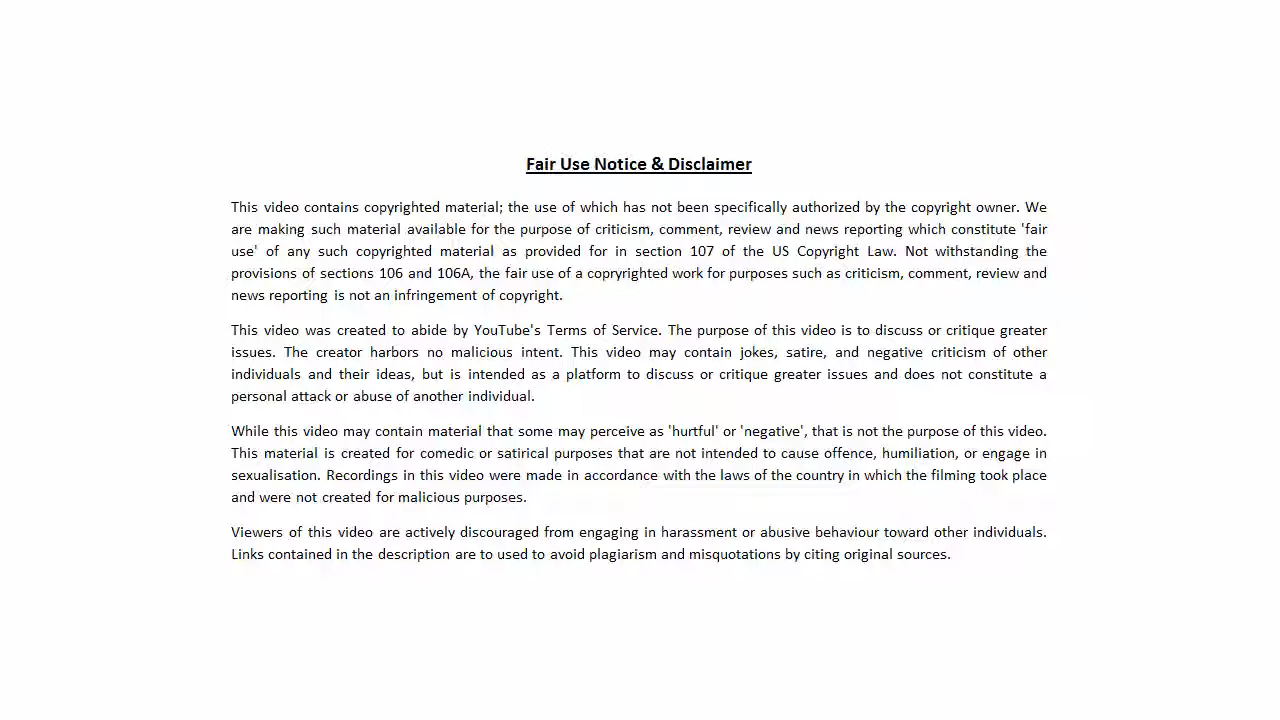 Fair Use Notice & Disclaimer
This video contains copyrighted material; the use of which has not been specifically authorized by the copyright owner. We
are making such material available for the purpose of criticism, comment, review and news reporting which constitute 'fair
use' of any such copyrighted material as provided for in section 107 of the US Copyright Law. Not withstanding the
provisions of sections 106 and 106A, the fair use of a copryrighted work for purposes such as criticism, comment, review and
news reporting is not an infringement of copyright.
This video was created to abide by YouTube's Terms of Service. The purpose of this video is to discuss or critique greater
issues. The creator harbors no malicious intent. This video may contain jokes, satire, and negative criticism of other
individuals and their ideas, but is intended as a platform to discuss or critique greater issues and does not constitute a
personal attack or abuse of another individual.
While this video may contain material that some may perceive as 'hurtful' or 'negative', that is not the purpose of this video.
This material is created for comedic or satirical purposes that are not intended to cause offence, humiliation, or engage in
sexualisation. Recordings in this video were made in accordance with the laws of the country in which the filming took place
and were not created for malicious purposes.
Viewers of this video are actively discouraged from engaging in harassment or abusive behaviour toward other individuals.
Links contained in the description are to used to avoid plagiarism and misquotations by citing original sources.